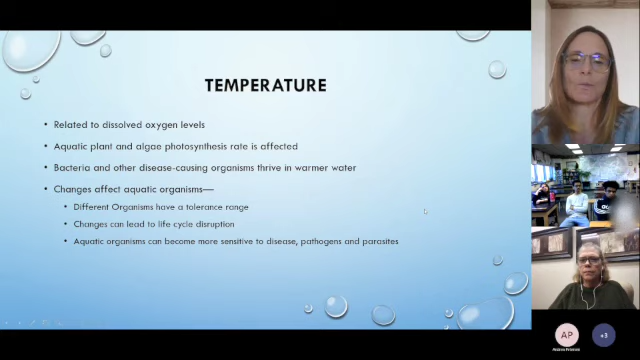 TEMPERATURE
• Related to dissolved oxygen levels
• Aquatic plant and algae photosynthesis rate is affected
• Bacteria and other disease-causing organisms thrive in warmer water
• Changes affect aquatic organisms—
• Different Organisms have a tolerance range
• Changes can lead to life cycle disruption
• Aquatic organisms can become more sensitive to disease, pathogens and parasites
AP
+3